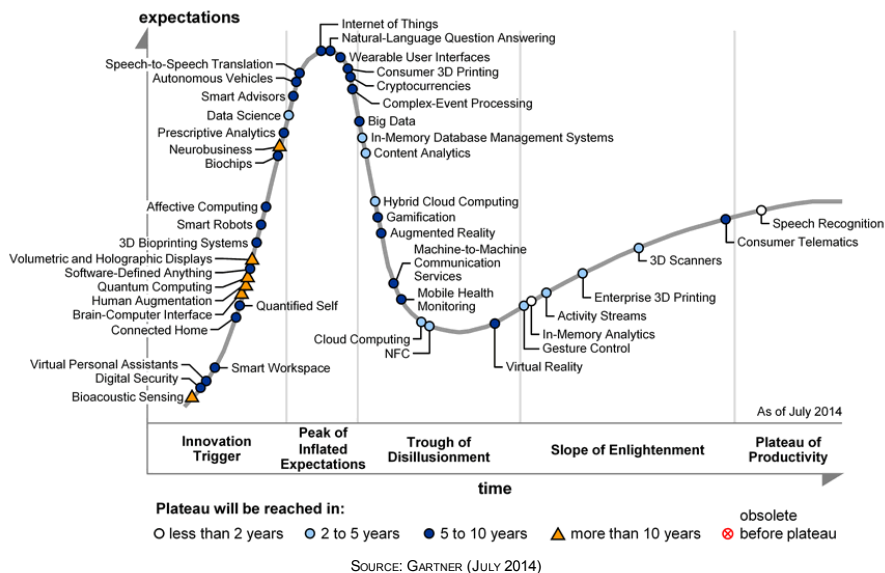 expectations
Internet of Things
Natural-Language Question Answering
Wearable User Interfaces
Speech-to-Speech Translation
Consumer 3D Printing
Autonomous Vehicles
Cryptocurrencies
Smart Advisors
Complex-Event Processing
Data Science
Big Data
Prescriptive Analytics
In-Memory Database Management Systems
Neurobusiness
Content Analytics
Biochips
Hybrid Cloud Computing
Affective Computing
Gamification
Smart Robots
Augmented Reality
3D Bioprinting Systems
Machine-to-Machine
Communication
Services
Volumetric and Holographic Displays
Software-Defined Anything
Quantum Computing
Human Augmentation
Mobile Health
Monitoring
Brain-Computer Interface
Quantified Self
Connected Home
Cloud Computing
NFC
Virtual Personal Assistants
Smart Workspace
Digital Security
Bioacoustic Sensing
Speech Recognition
Consumer Telematics
3D Scanners
Enterprise 3D Printing
Activity Streams
In-Memory Analytics
Gesture Control
Virtual Reality
As of July 2014
Innovation
Trigger
Peak of
Inflated
Expectations
Trough of
Disillusionment
Slope of Enlightenment
Plateau of
Productivity
time
Plateau will be reached in:
less than 2 years
2 to 5 years
5 to 10 years
more than 10 years
obsolete
before plateau
SOURCE: GARTNER (JULY 2014)